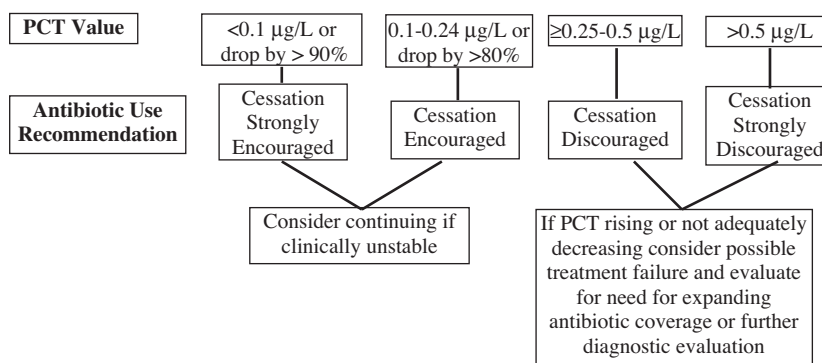 PCT Value
<0.1 µg/L or
drop by > 90%
0.1-0.24 µg/L or
drop by >80%
≥0.25-0.5 µg/L
>0.5 µg/L
Antibiotic Use
Recommendation
Cessation
Strongly
Encouraged
Cessation
Encouraged
Cessation
Discouraged
Cessation
Strongly
Discouraged
Consider continuing if
clinically unstable
If PCT rising or not adequately
decreasing consider possible
treatment failure and evaluate
for need for expanding
antibiotic coverage or further
diagnostic evaluation